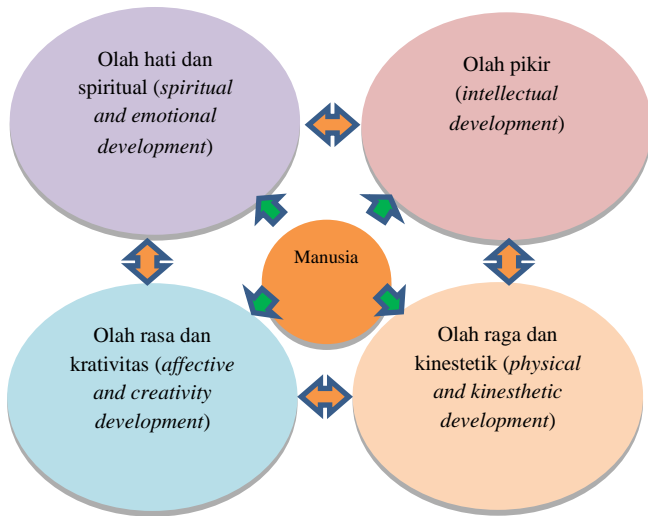 Olah hati dan
spiritual (spiritual
and emotional
development)
Olah pikir
(intellectual
development)
Manusia
Olah rasa dan
krativitas (affective
and creativity
development)
Olah raga dan
kinestetik (physical
and kinesthetic
development)